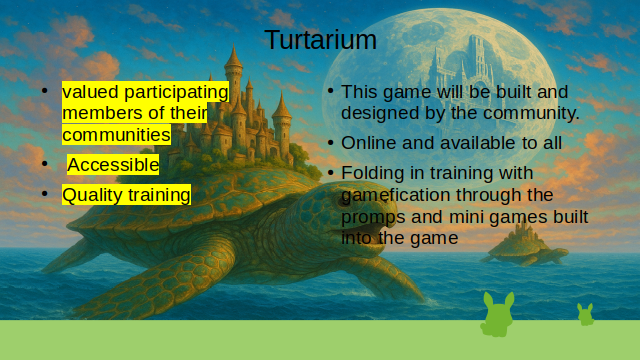 Turtarium
• valued participating
members of their
communities
• Accessible
• Quality training
• This game will be built and
designed by the community.
• Online and available to all
• Folding in training with
gamefication through the
promps and mini games built
into the game